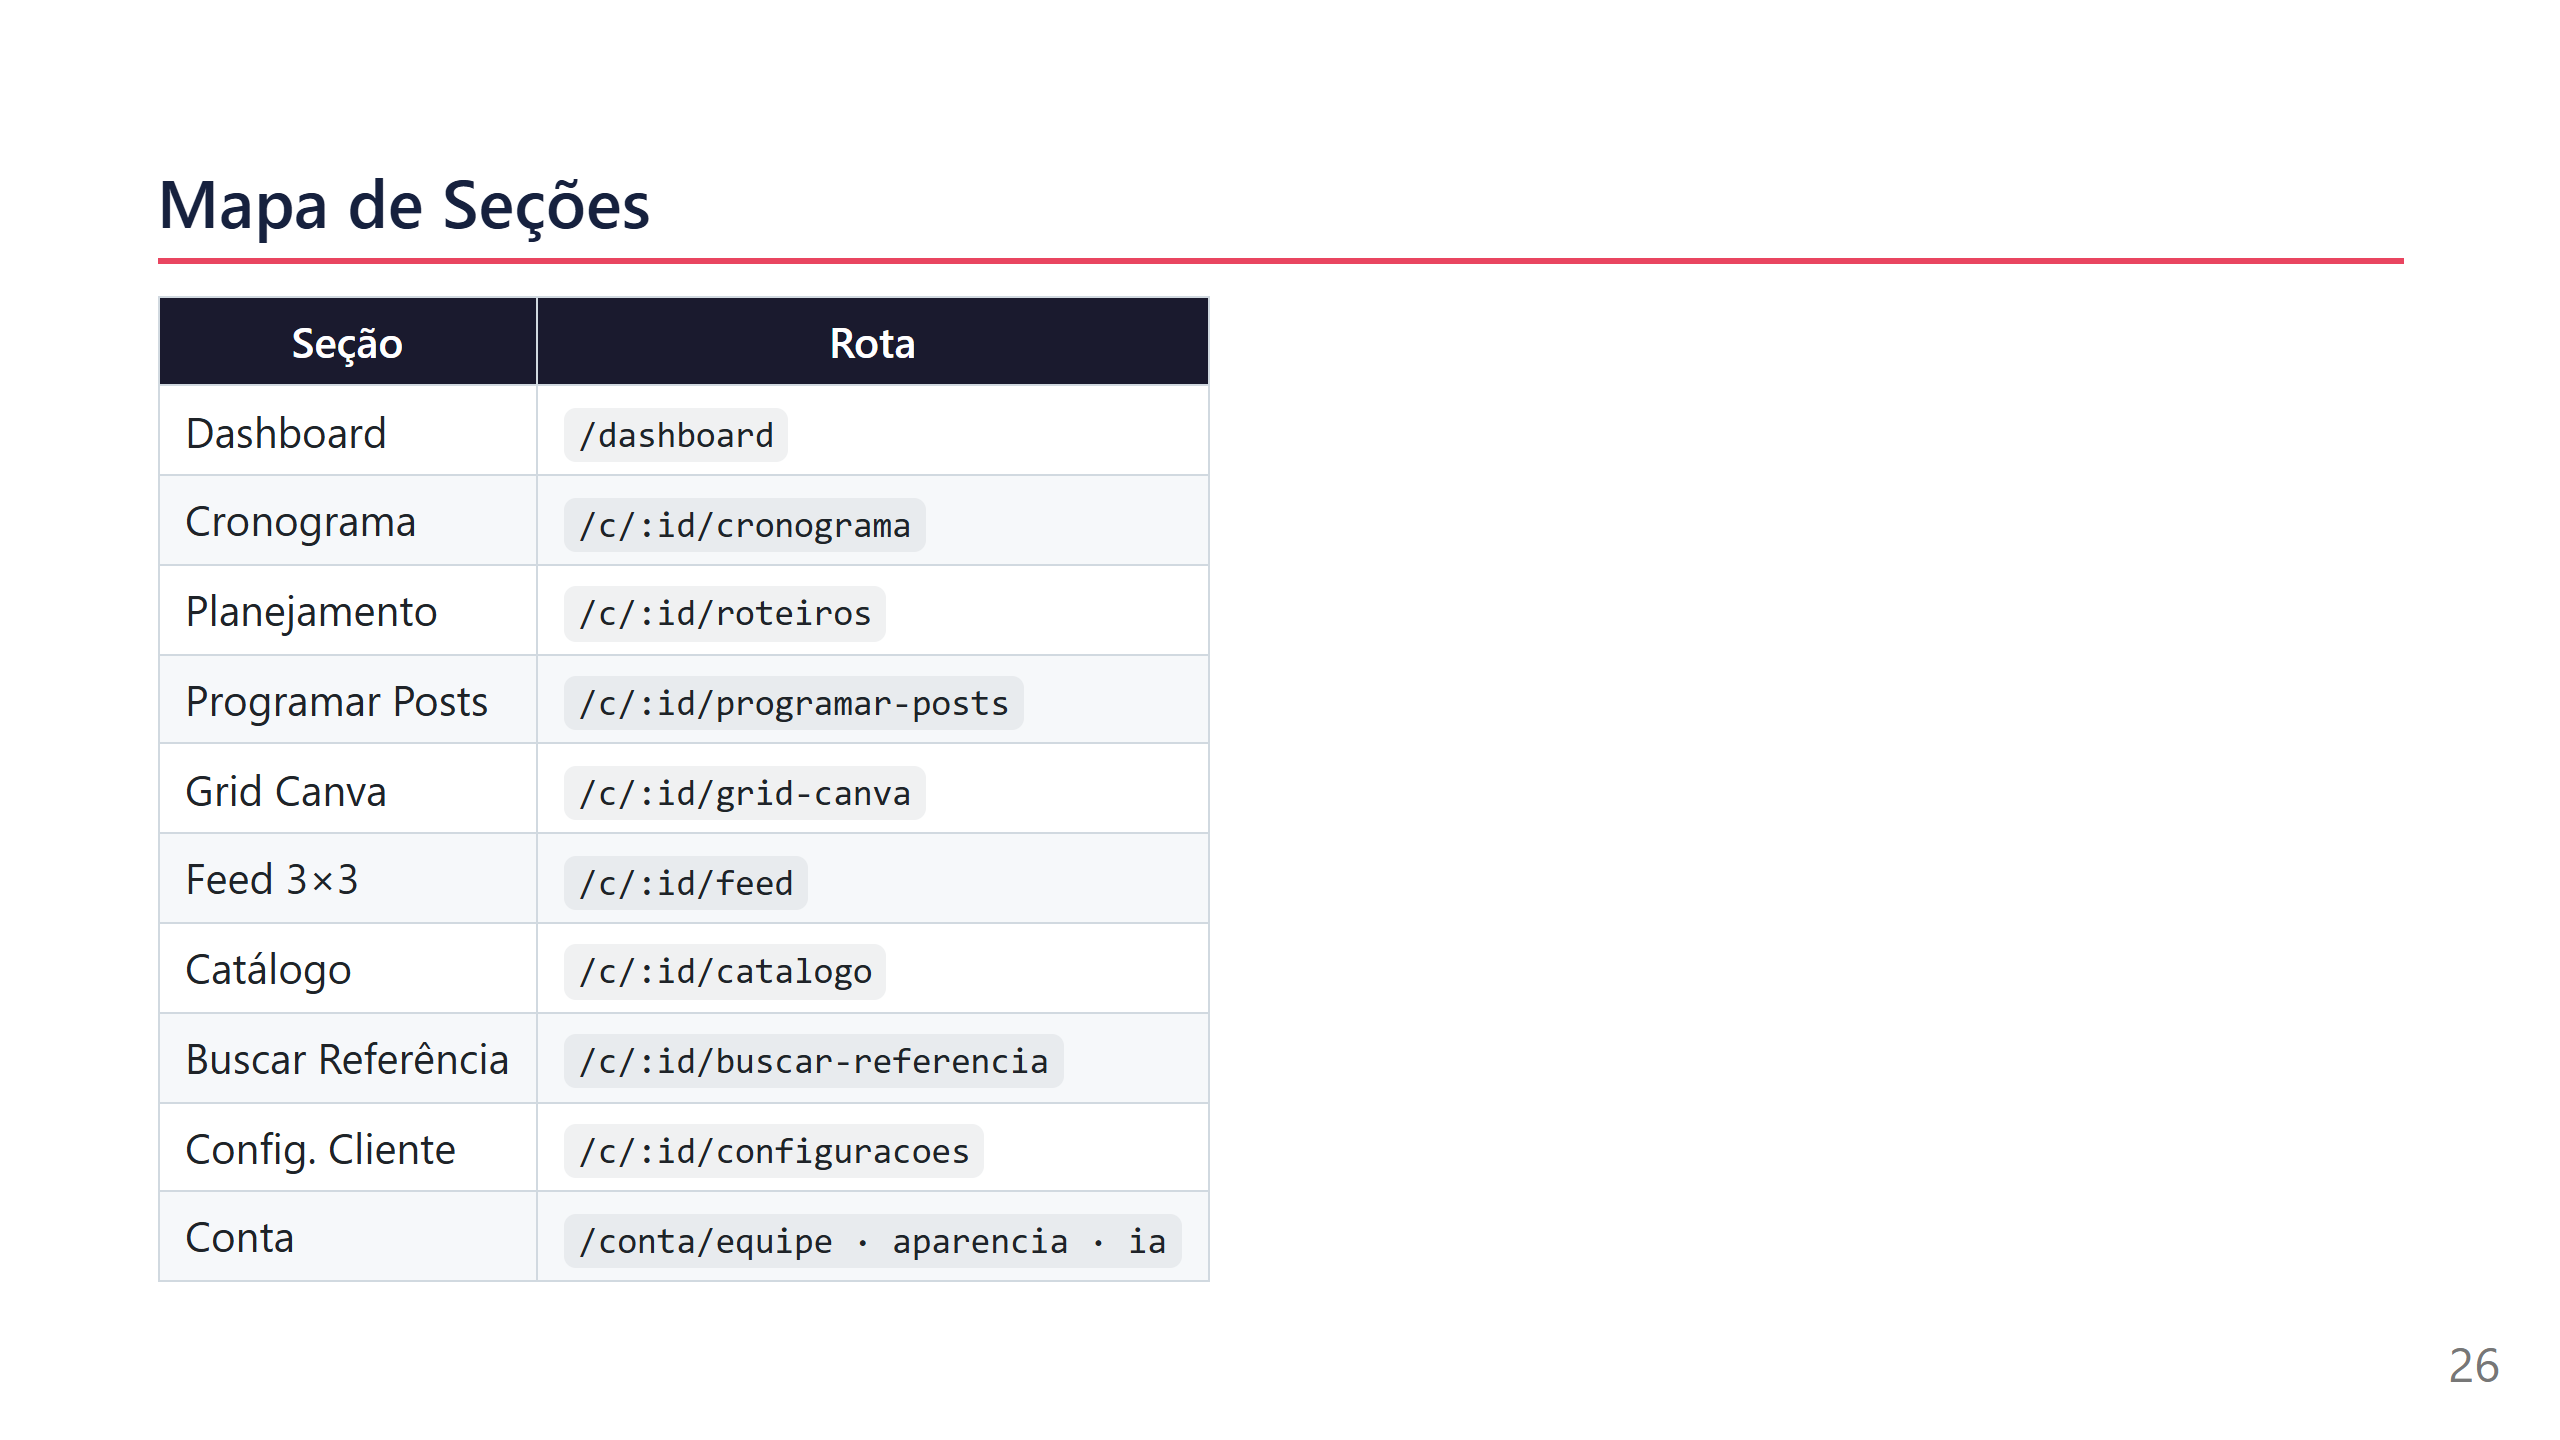 Mapa de Seções
Seção Rota
Dashboard /dashboard
Cronograma /c/:id/cronograma
Planejamento /c/:id/roteiros
Programar Posts /c/:id/programar-posts
Grid Canva /c/:id/grid-canva
Feed 3×3 /c/:id/feed
Catálogo /c/:id/catalogo
Buscar Referência /c/:id/buscar-referencia
Config. Cliente /c/:id/configuracoes
Conta /conta/equipe · aparencia · ia
26